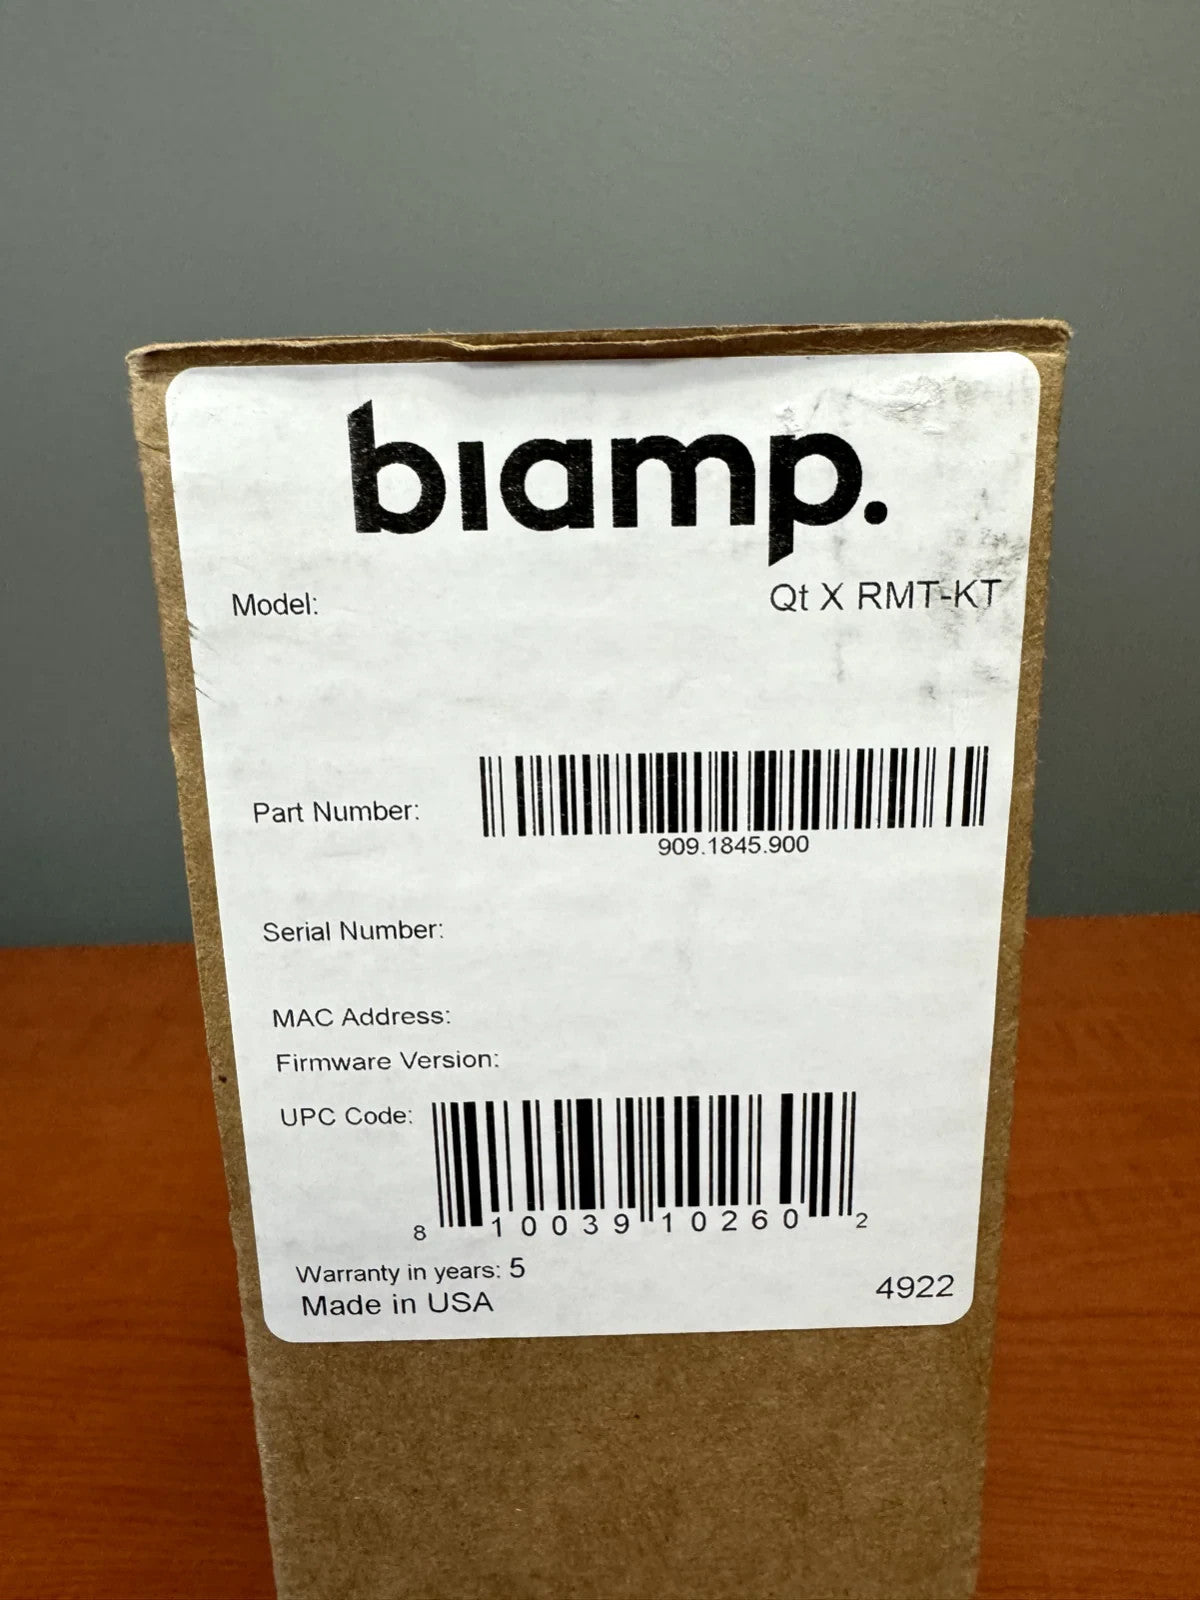 biamp.
Model: Qt X RMT-KT
Part Number:
909.1845.900
Serial Number:
MAC Address:
Firmware Version:
UPC Code:
8 10039 10260 2
Warranty in years: 5
Made in USA 4922